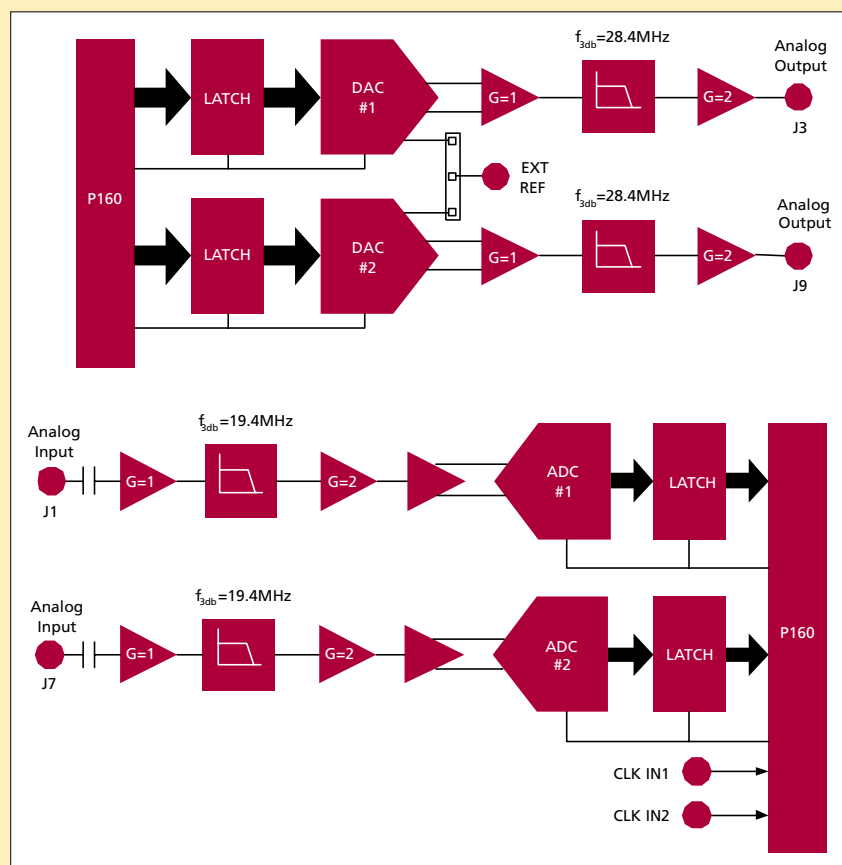 f3db=28.4MHz
Analog
Output
LATCH
DAC
#1
G=1
G=2
J3
P160
EXT
REF
f3db=28.4MHz
Analog
Output
LATCH
DAC
#2
G=1
G=2
J9
f3db=19.4MHz
Analog
Input
G=1
G=2
ADC
#1
LATCH
J1
f3db=19.4MHz
Analog
Input
G=1
G=2
ADC
#2
LATCH
P160
J7
CLK IN1
CLK IN2